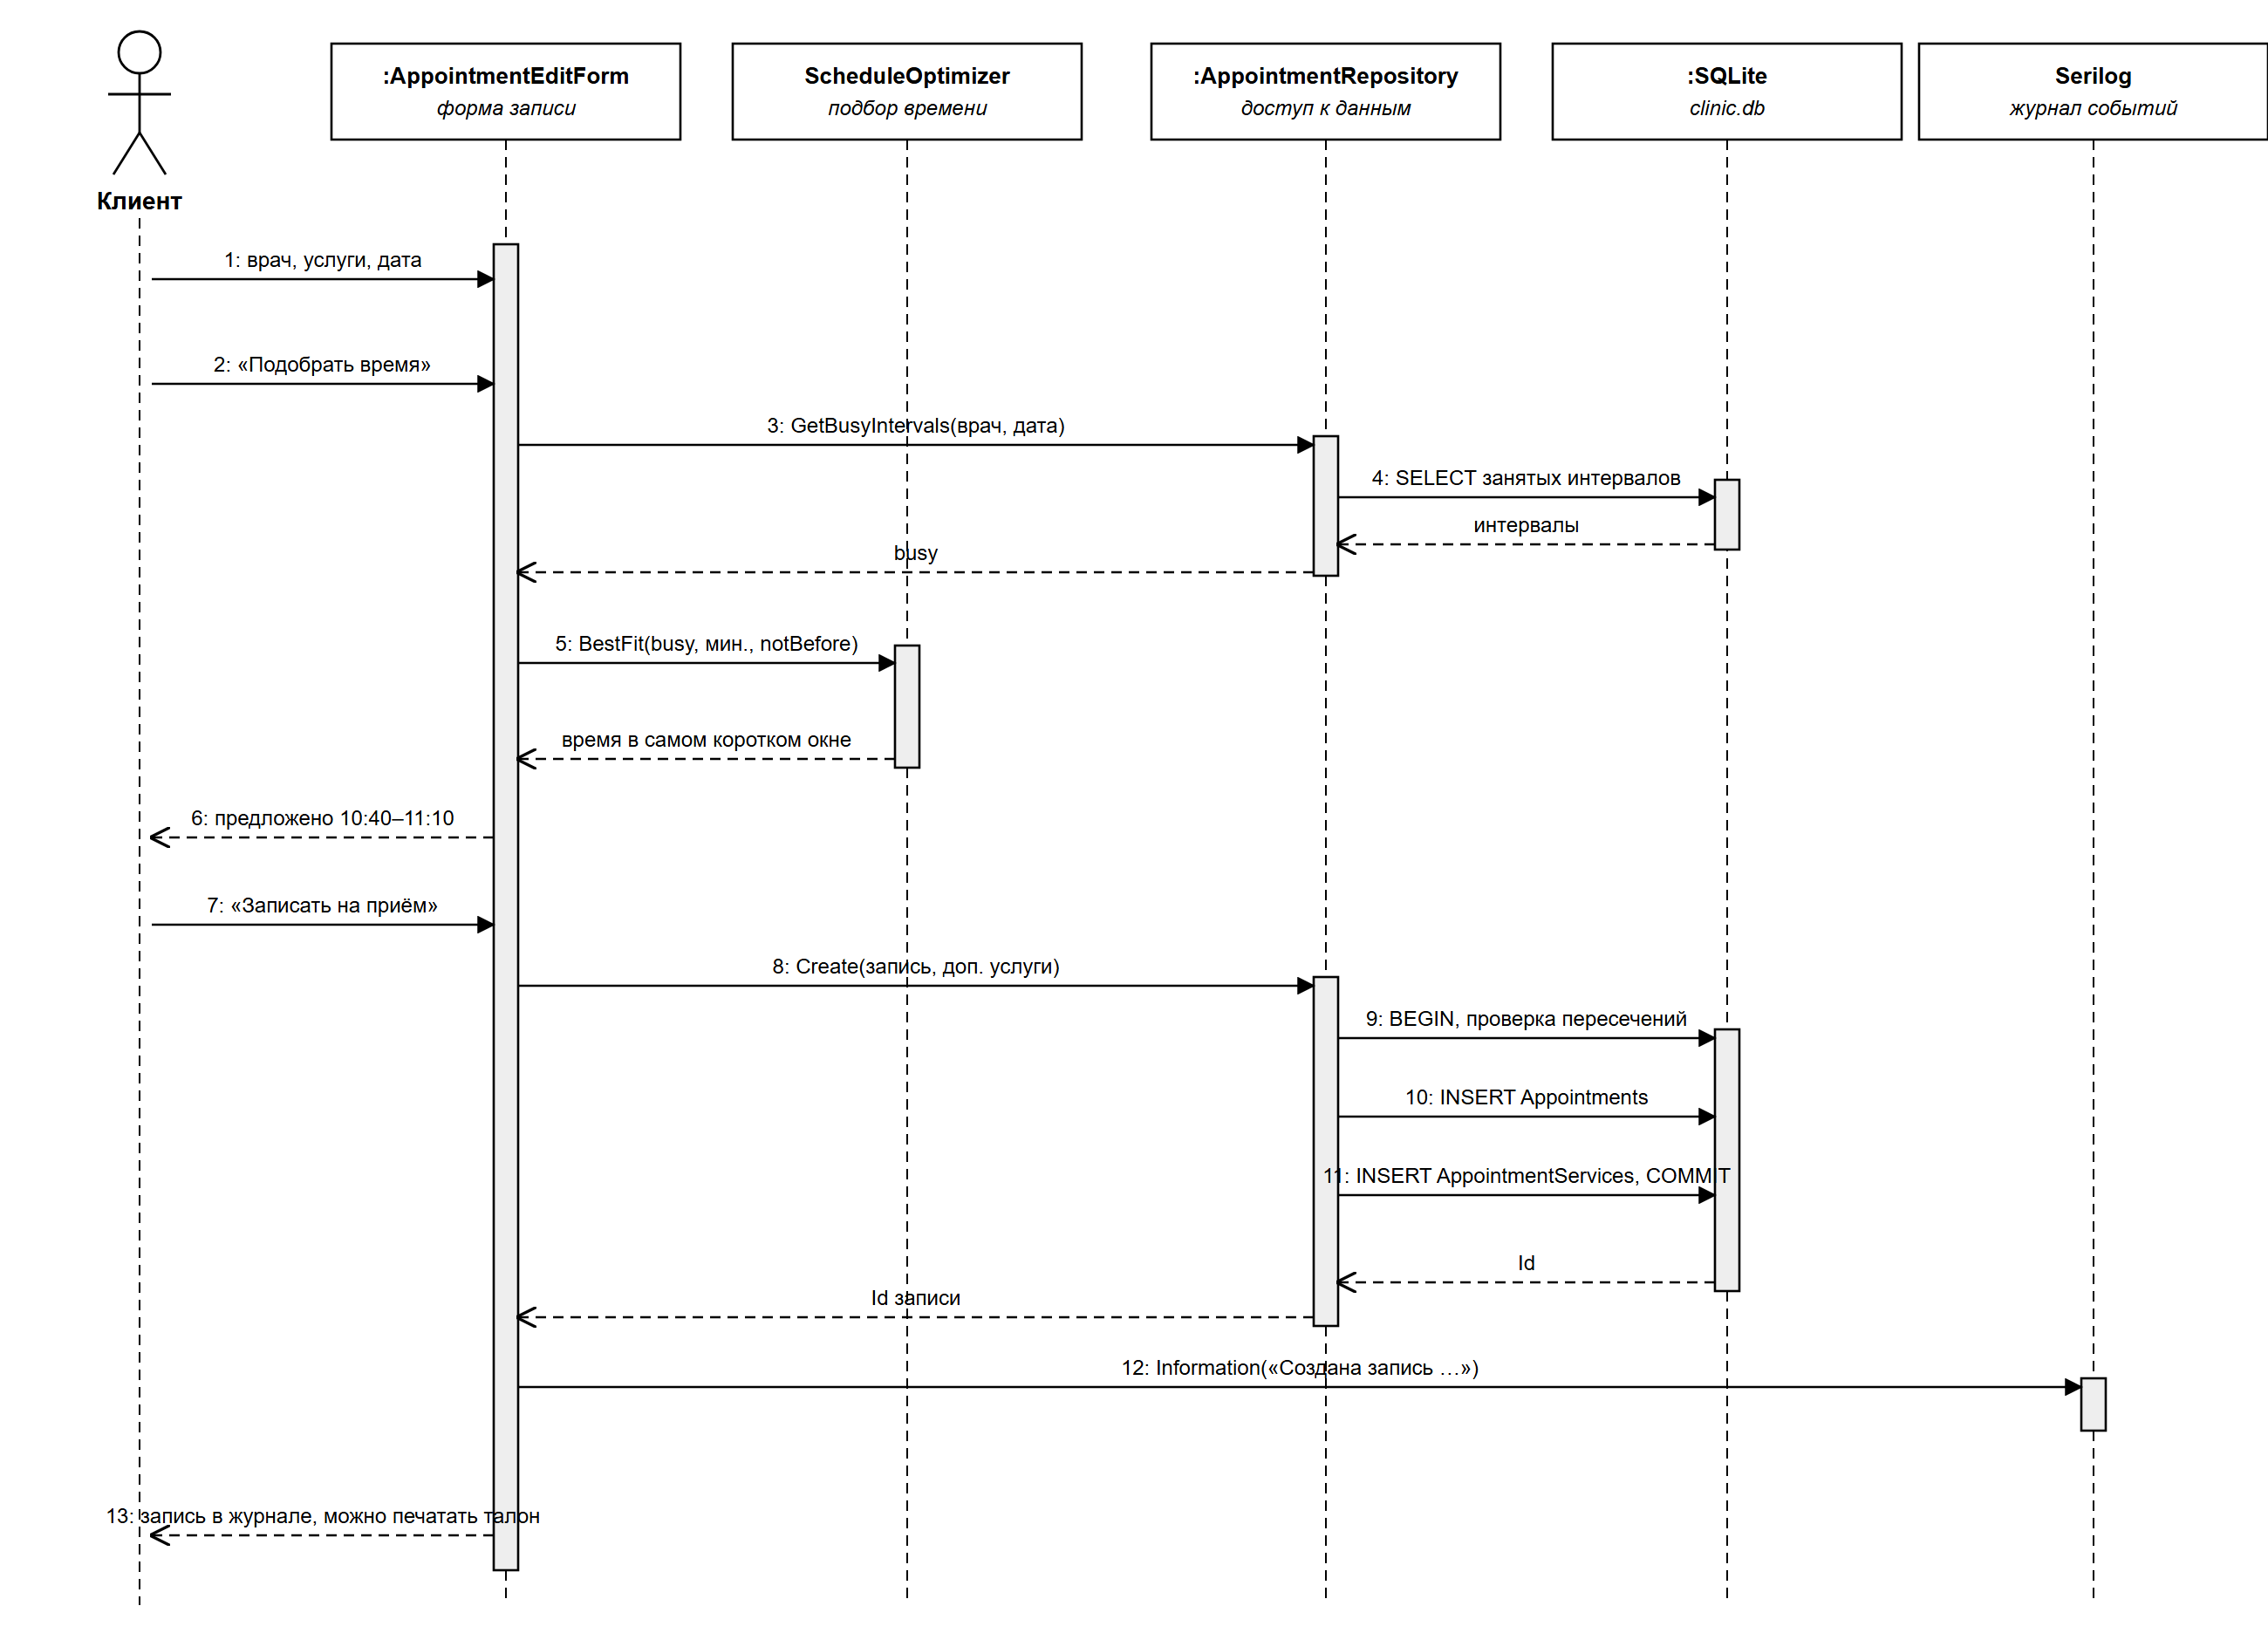 :AppointmentEditForm
форма записи
ScheduleOptimizer
подбор времени
:AppointmentRepository
доступ к данным
:SQLite
clinic.db
Serilog
журнал событий
Клиент
1: врач, услуги, дата
2: «Подобрать время»
3: GetBusyIntervals(врач, дата)
4: SELECT занятых интервалов
интервалы
busy
5: BestFit(busy, мин., notBefore)
время в самом коротком окне
6: предложено 10:40–11:10
7: «Записать на приём»
8: Create(запись, доп. услуги)
9: BEGIN, проверка пересечений
10: INSERT Appointments
11: INSERT AppointmentServices, COMMIT
Id
Id записи
12: Information(«Создана запись …»)
13: запись в журнале, можно печатать талон